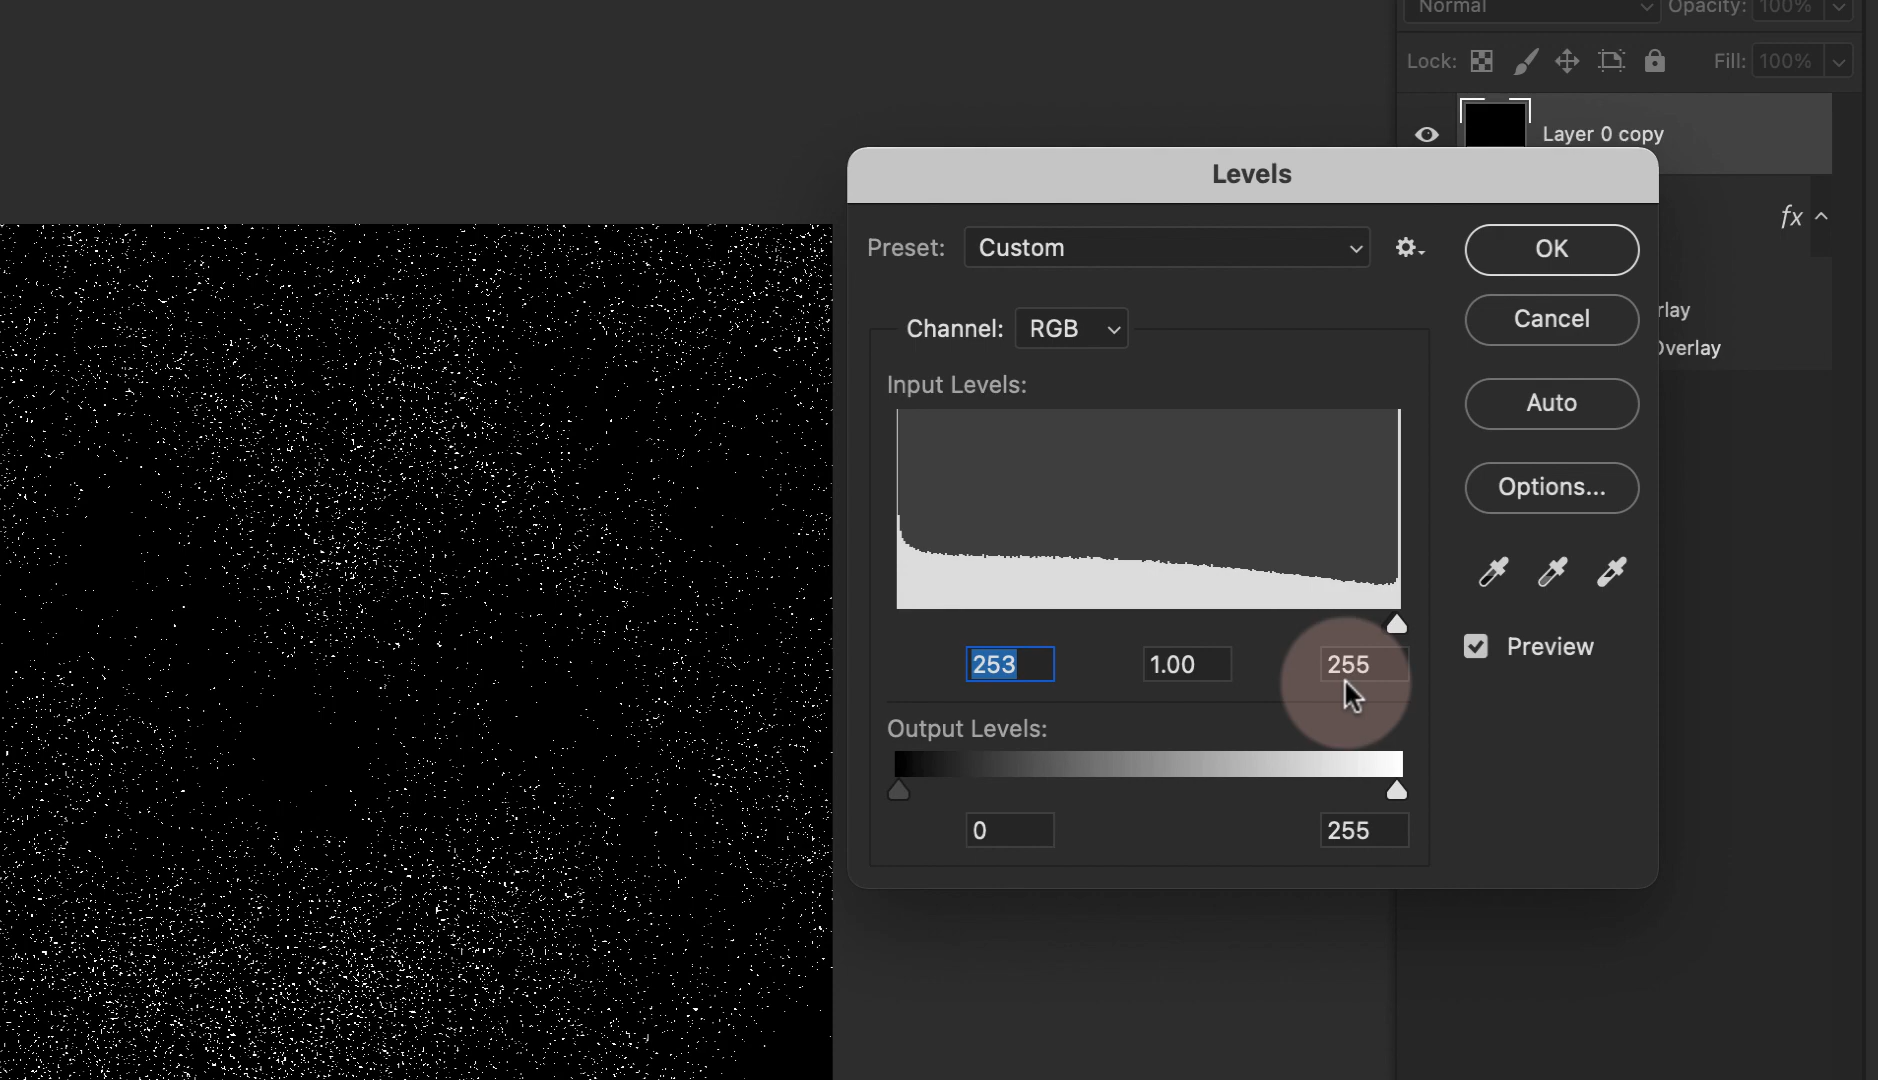 Normal Opacity: 100%
Lock: Fill: 100%
Layer 0 copy
Levels
fx
Preset: Custom
OK
Channel: RGB
Cancel
rlay
Overlay
Input Levels:
Auto
Options...
Preview
253 1.00 255
Output Levels:
0 255